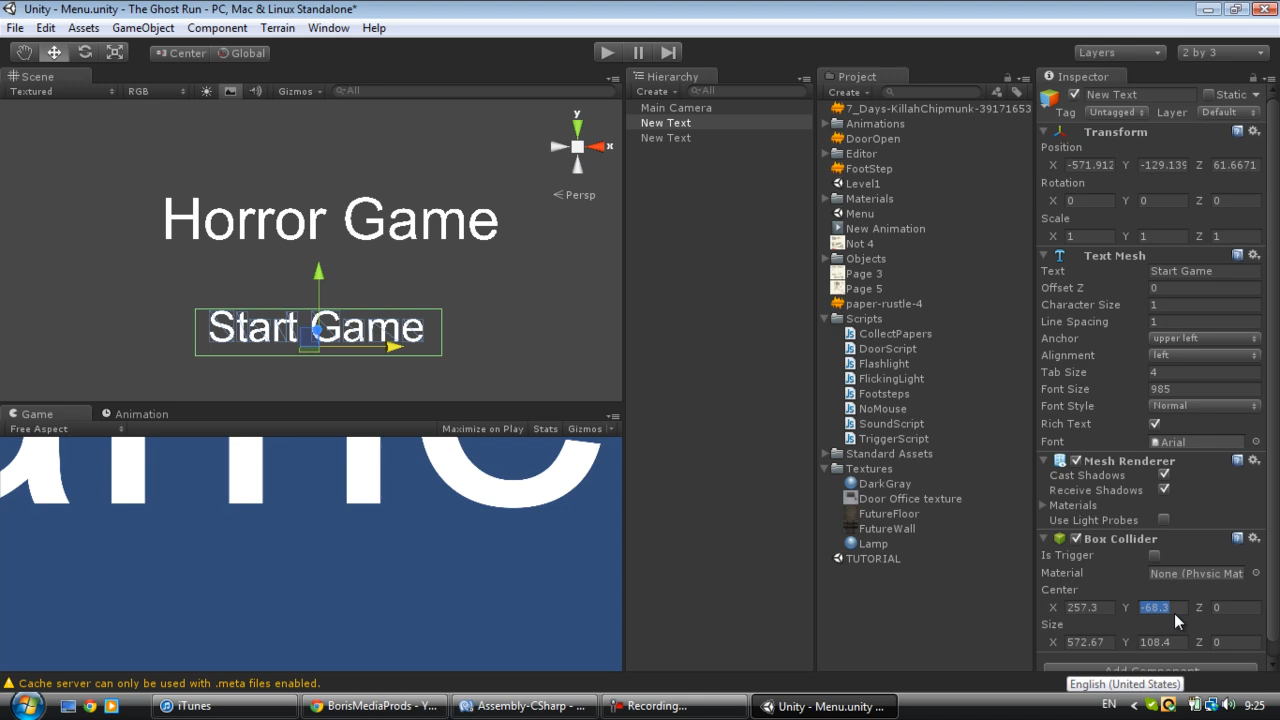 Unity - Menu.unity - The Ghost Run - PC, Mac & Linux Standalone*
File Edit Assets GameObject Component Terrain Window Help
Center Global Layers 2 by 3
Scene
Textured RGB Gizmos All
y
x
Persp
Horror Game
Start Game
Game Animation
Free Aspect Maximize on Play Stats Gizmos
Hierarchy
Create All
Main Camera
New Text
New Text
Project
Create
7_Days-KillahChipmunk-39171653
Animations
DoorOpen
Editor
FootStep
Level1
Materials
Menu
New Animation
Not 4
Objects
Page 3
Page 5
paper-rustle-4
Scripts
CollectPapers
DoorScript
Flashlight
FlickingLight
Footsteps
NoMouse
SoundScript
TriggerScript
Standard Assets
Textures
DarkGray
Door Office texture
FutureFloor
FutureWall
Lamp
TUTORIAL
Inspector
New Text Static
Tag Untagged Layer Default
Transform
Position
X -571.912 Y -129.139 Z 61.6671
Rotation
X 0 Y 0 Z 0
Scale
X 1 Y 1 Z 1
Text Mesh
Text Start Game
Offset Z 0
Character Size 1
Line Spacing 1
Anchor upper left
Alignment left
Tab Size 4
Font Size 985
Font Style Normal
Rich Text
Font Arial
Mesh Renderer
Cast Shadows
Receive Shadows
Materials
Use Light Probes
Box Collider
Is Trigger
Material None (Physic Mat
Center
X 257.3 Y -68.3 Z 0
Size
X 572.67 Y 108.4 Z 0
Add Component
English (United States)
Cache server can only be used with .meta files enabled.
iTunes BorisMediaProds - Y... Assembly-CSharp - ... Recording... Unity - Menu.unity ... EN 9:25